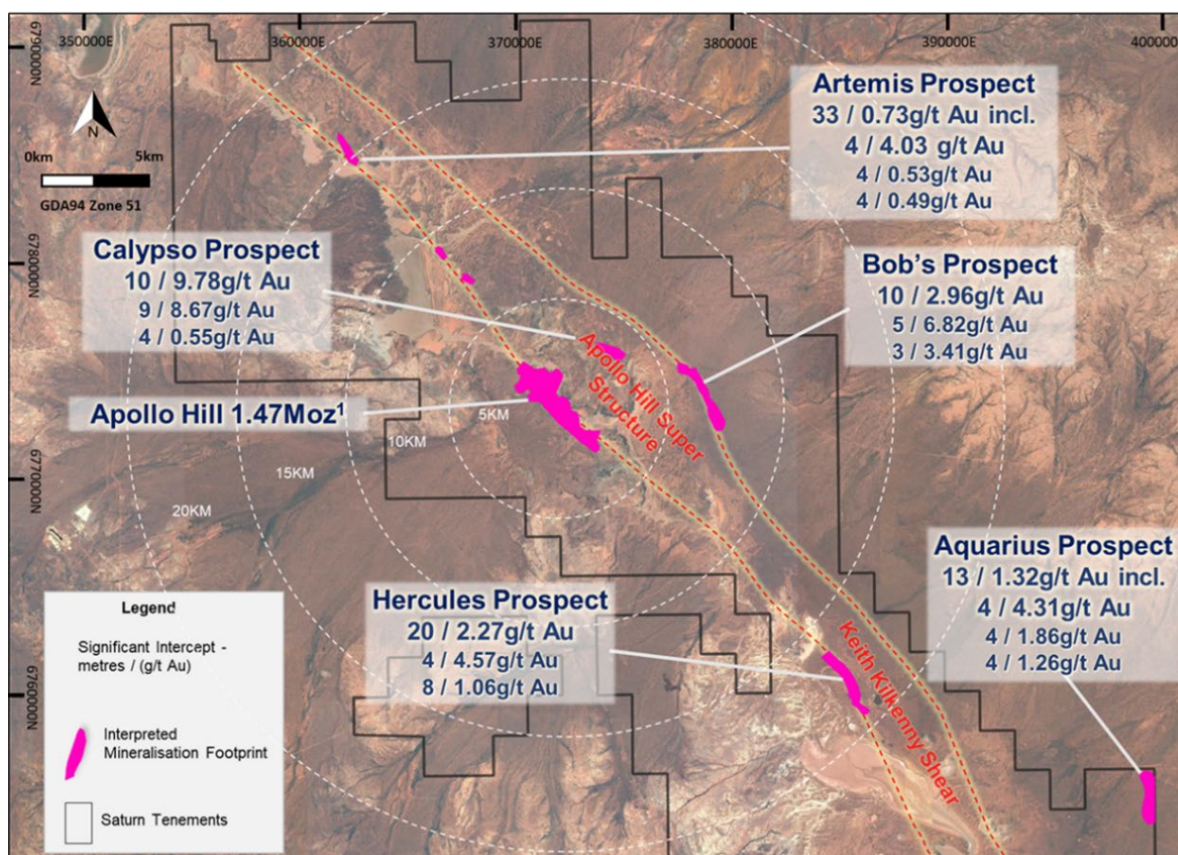 350000E
360000E
370000E
380000E
390000E
400000E
6790000N
6780000N
6770000N
6760000N
N
0km
5km
GDA94 Zone 51
Artemis Prospect
33 / 0.73g/t Au incl.
4 / 4.03 g/t Au
4 / 0.53g/t Au
4 / 0.49g/t Au
Calypso Prospect
10 / 9.78g/t Au
9 / 8.67g/t Au
4 / 0.55g/t Au
Bob's Prospect
10 / 2.96g/t Au
5 / 6.82g/t Au
3 / 3.41g/t Au
Apollo Hill 1.47Moz¹
Apollo Hill Super
Structure
5KM
10KM
15KM
20KM
Hercules Prospect
20 / 2.27g/t Au
4 / 4.57g/t Au
8 / 1.06g/t Au
Keith Kilkenny Shear
Aquarius Prospect
13 / 1.32g/t Au incl.
4 / 4.31g/t Au
4 / 1.86g/t Au
4 / 1.26g/t Au
Legend
Significant Intercept -
metres / (g/t Au)
Interpreted
Mineralisation Footprint
Saturn Tenements